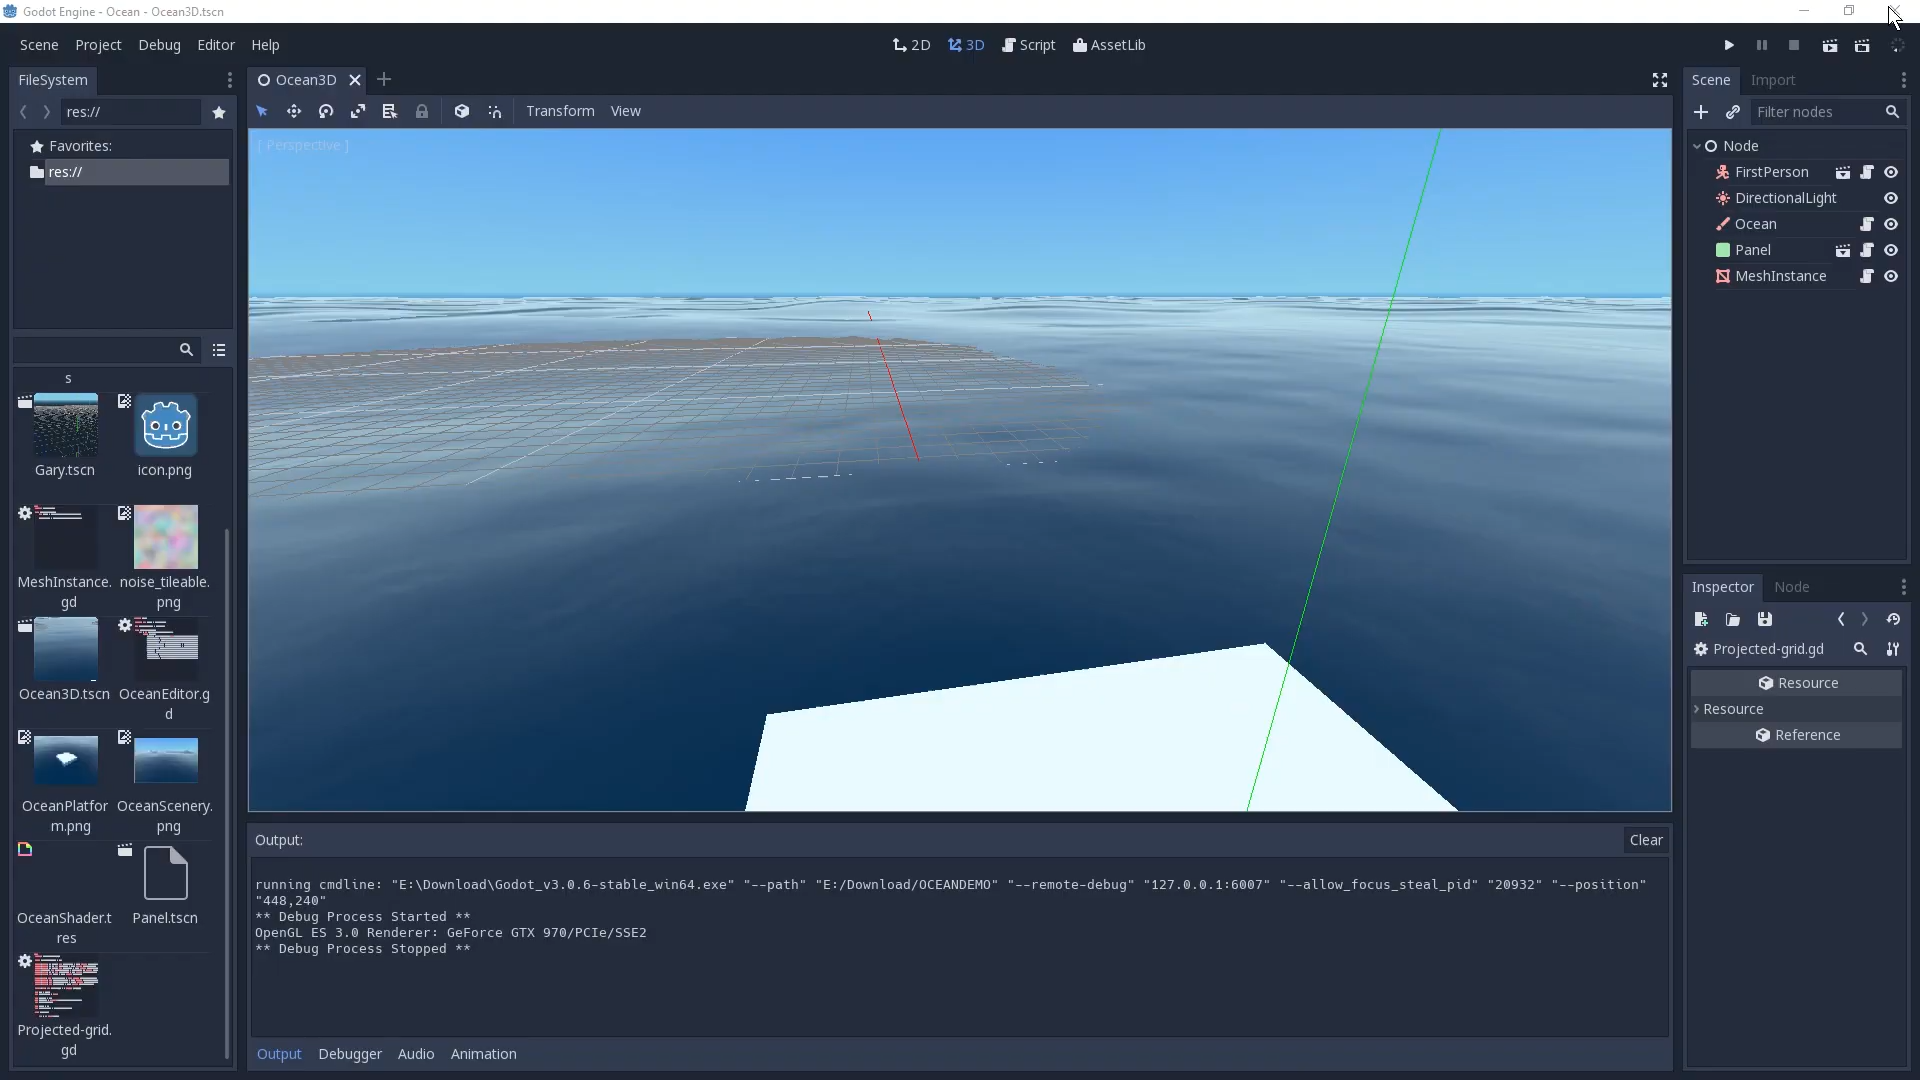 Godot Engine - Ocean - Ocean3D.tscn
Scene Project Debug Editor Help
2D 3D Script AssetLib
FileSystem
res://
Favorites:
res://
s
Gary.tscn
icon.png
MeshInstance.
gd
noise_tileable.
png
Ocean3D.tscn
OceanEditor.g
d
OceanPlatfor
m.png
OceanScenery.
png
OceanShader.t
res
Panel.tscn
Projected-grid.
gd
Ocean3D
Transform View
[ Perspective ]
Output:
Clear
running cmdline: "E:\Download\Godot_v3.0.6-stable_win64.exe" "--path" "E:/Download/OCEANDEMO" "--remote-debug" "127.0.0.1:6007" "--allow_focus_steal_pid" "20932" "--position"
"448,240"
** Debug Process Started **
OpenGL ES 3.0 Renderer: GeForce GTX 970/PCIe/SSE2
** Debug Process Stopped **
Output Debugger Audio Animation
Scene Import
Filter nodes
Node
FirstPerson
DirectionalLight
Ocean
Panel
MeshInstance
Inspector Node
Projected-grid.gd
Resource
Resource
Reference